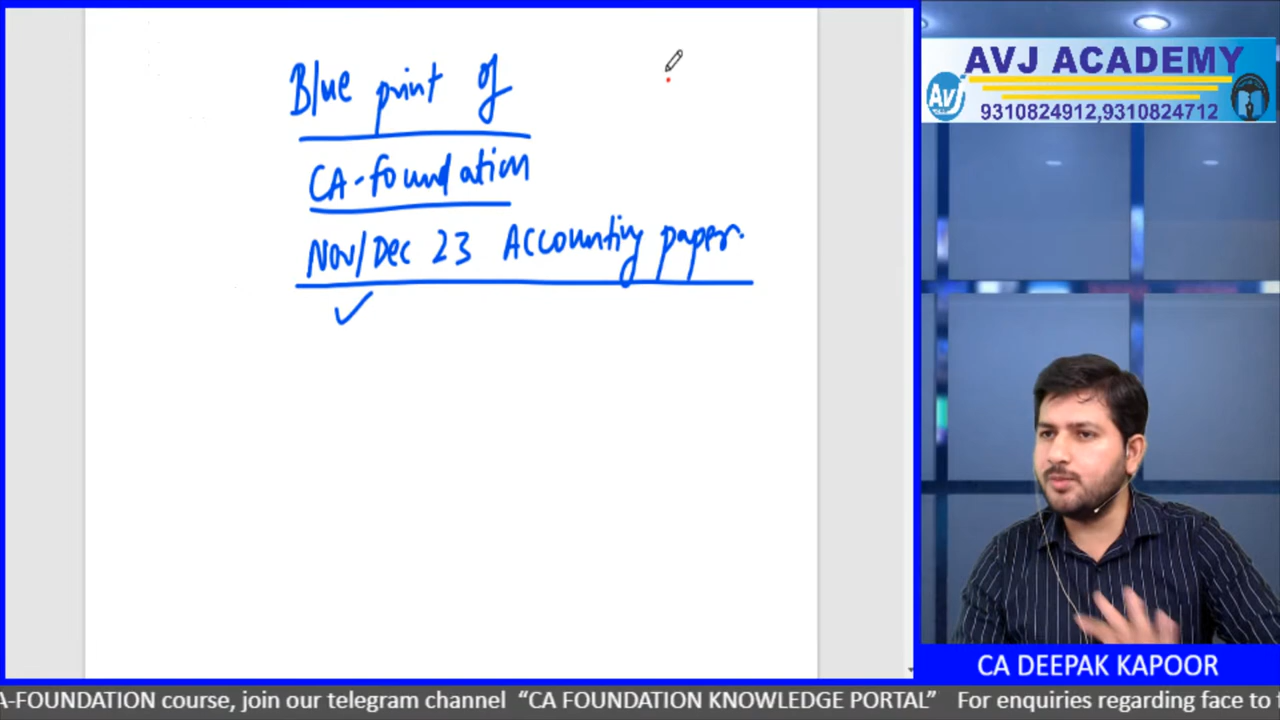 Blue print of
CA-foundation
Nov/Dec 23 Accounting paper.
AVJ ACADEMY
AV
9310824912,9310824712
CA DEEPAK KAPOOR
A-FOUNDATION course, join our telegram channel “CA FOUNDATION KNOWLEDGE PORTAL” For enquiries regarding face to